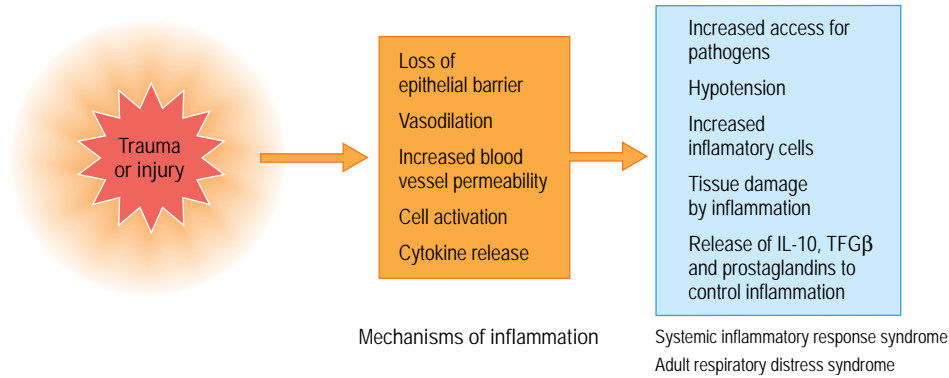 Trauma
or injury
Loss of
epithelial barrier
Vasodilation
Increased blood
vessel permeability
Cell activation
Cytokine release
Mechanisms of inflammation
Increased access for
pathogens
Hypotension
Increased
inflamatory cells
Tissue damage
by inflammation
Release of IL-10, TFGβ
and prostaglandins to
control inflammation
Systemic inflammatory response syndrome
Adult respiratory distress syndrome